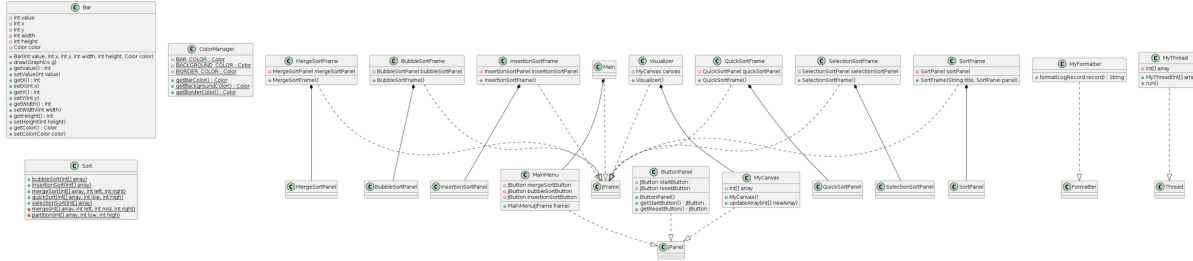 C Bar
int value
int x
int y
int width
int height
Color color
Bar(int value, int x, int y, int width, int height, Color color)
draw(Graphics g)
getValue() : int
setValue(int value)
getX() : int
setX(int x)
getY() : int
setY(int y)
getWidth() : int
setWidth(int width)
getHeight() : int
setHeight(int height)
getColor() : Color
setColor(Color color)
C ColorManager
BAR_COLOR : Color
BACKGROUND_COLOR : Color
BORDER_COLOR : Color
getBarColor() : Color
getBackgroundColor() : Color
getBorderColor() : Color
C MergeSortFrame
MergeSortPanel mergeSortPanel
MergeSortFrame()
C BubbleSortFrame
BubbleSortPanel bubbleSortPanel
BubbleSortFrame()
C InsertionSortFrame
InsertionSortPanel insertionSortPanel
InsertionSortFrame()
C Main
C Visualizer
MyCanvas canvas
Visualizer()
C QuickSortFrame
QuickSortPanel quickSortPanel
QuickSortFrame()
C SelectionSortFrame
SelectionSortPanel selectionSortPanel
SelectionSortFrame()
C SortFrame
SortPanel sortPanel
SortFrame(String title, SortPanel panel)
C MyFormatter
format(LogRecord record) : String
C MyThread
int[] array
MyThread(int[] array
run()
C Sort
bubbleSort(int[] array)
insertionSort(int[] array)
mergeSort(int[] array, int left, int right)
quickSort(int[] array, int low, int high)
selectionSort(int[] array)
merge(int[] array, int left, int mid, int right)
partition(int[] array, int low, int high)
C MergeSortPanel
C BubbleSortPanel
C InsertionSortPanel
C MainMenu
JButton mergeSortButton
JButton bubbleSortButton
JButton insertionSortButton
MainMenu(JFrame frame)
C JFrame
C ButtonPanel
JButton startButton
JButton resetButton
ButtonPanel()
getStartButton() : JButton
getResetButton() : JButton
C MyCanvas
int[] array
MyCanvas()
updateArray(int[] newArray)
C QuickSortPanel
C SelectionSortPanel
C SortPanel
C Formatter
C Thread
C JPanel